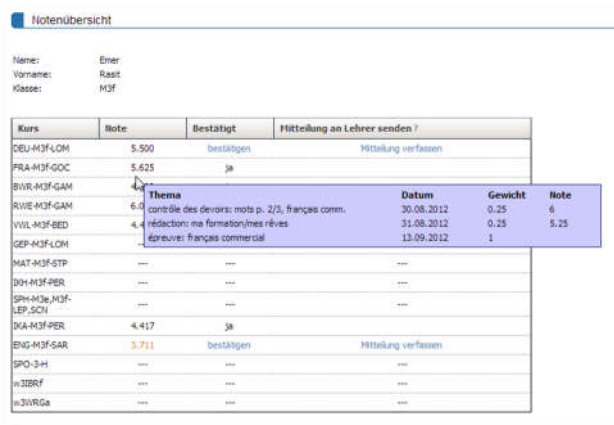 Notenübersicht
Name: Emer
Vorname: Rasit
Klasse: M3f
Kurs Note Bestätigt Mitteilung an Lehrer senden ?
DEU-M3f-LOM 5.500 bestätigen Mitteilung verfassen
FRA-M3f-GOC 5.625 ja
BWR-M3f-GAM
Thema Datum Gewicht Note
RWE-M3f-GAM 6.0
contrôle des devoirs: mots p. 2/3, français comm. 30.08.2012 0.25 6
VWL-M3f-BED 4.4
rédaction: ma formation/mes rêves 31.08.2012 0.25 5.25
GEP-M3f-LOM
épreuve: français commercial 13.09.2012 1
MAT-M3f-STP --- --- ---
IKH-M3f-PER --- --- ---
SPH-M3e,M3f-
LEP,SCN --- --- ---
IKA-M3f-PER 4.417 ja
ENG-M3f-SAR 3.711 bestätigen Mitteilung verfassen
SPO-3-H --- --- ---
w3IBRf --- --- ---
w3WRGa --- --- ---